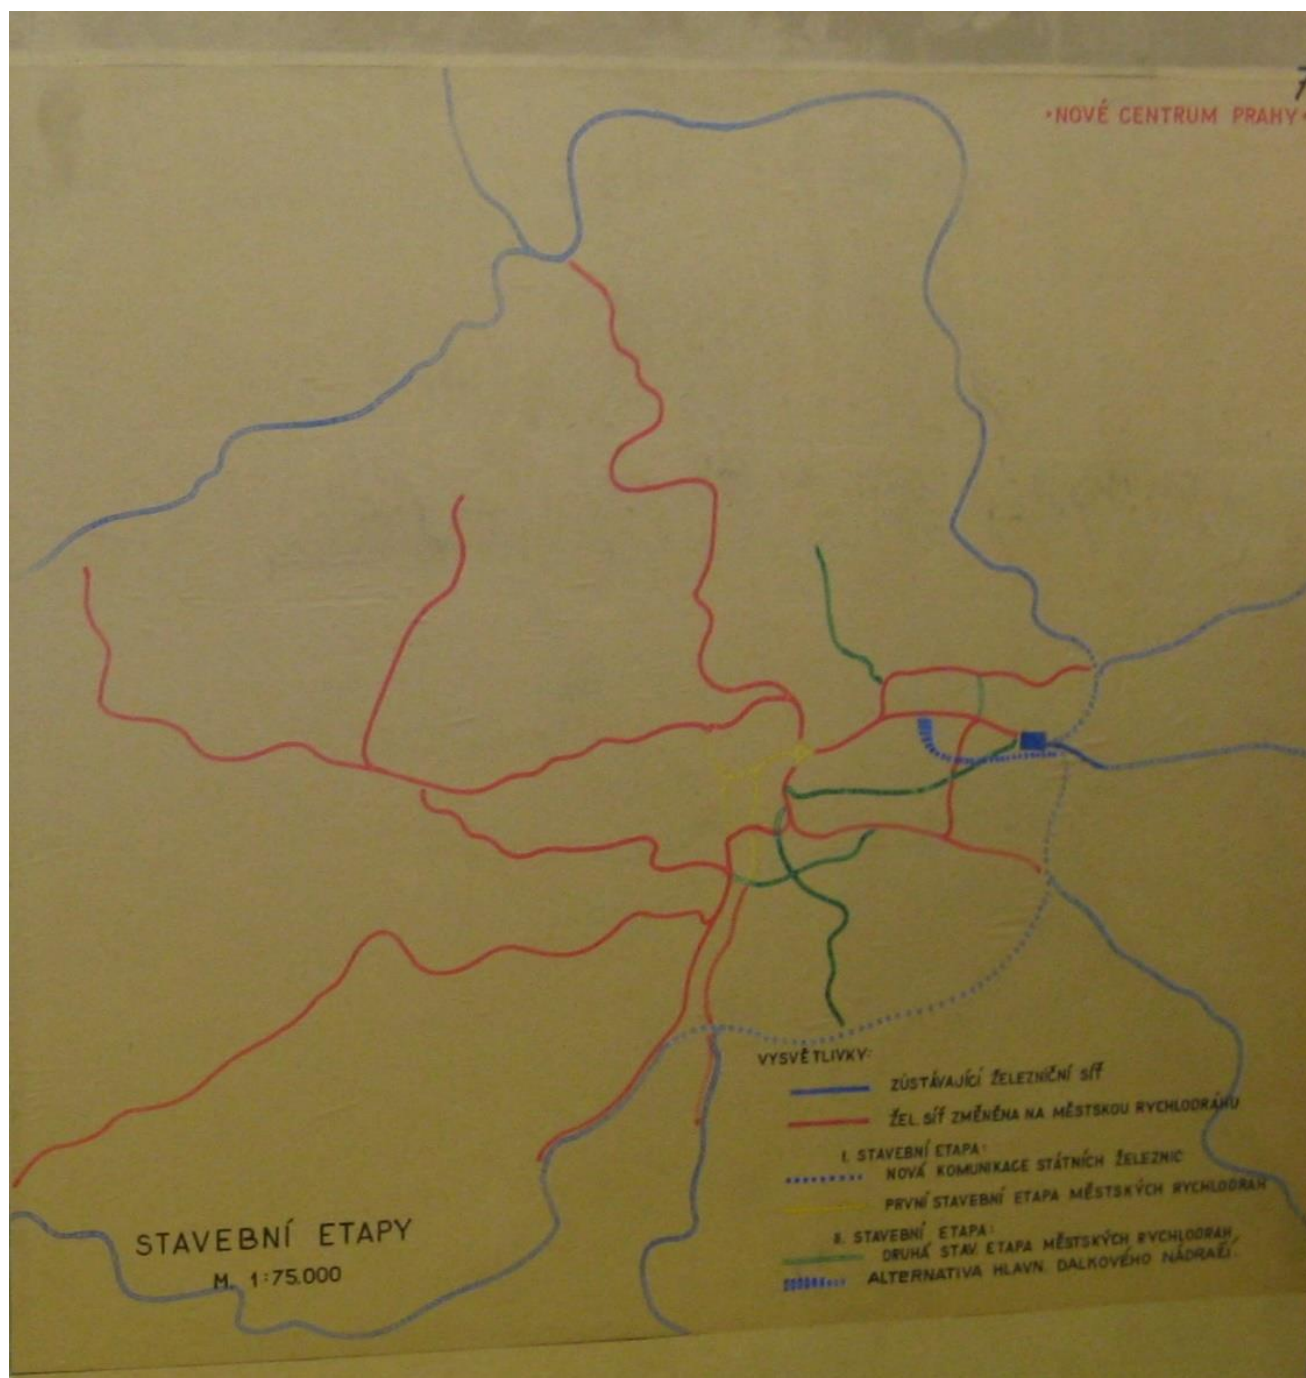 •NOVÉ CENTRUM PRAHY•
VYSVĚTLIVKY:
ZŮSTÁVAJÍCÍ ŽELEZNIČNÍ SÍŤ
ŽEL. SÍŤ ZMĚNĚNA NA MĚSTSKOU RYCHLODRÁHU
I. STAVEBNÍ ETAPA:
NOVÁ KOMUNIKACE STÁTNÍCH ŽELEZNIC
PRVNÍ STAVEBNÍ ETAPA MĚSTSKÝCH RYCHLODRAH
II. STAVEBNÍ ETAPA:
DRUHÁ STAV. ETAPA MĚSTSKÝCH RYCHLODRAH
ALTERNATIVA HLAVN. DALKOVÉHO NÁDRAŽÍ.
STAVEBNÍ ETAPY
M. 1:75.000